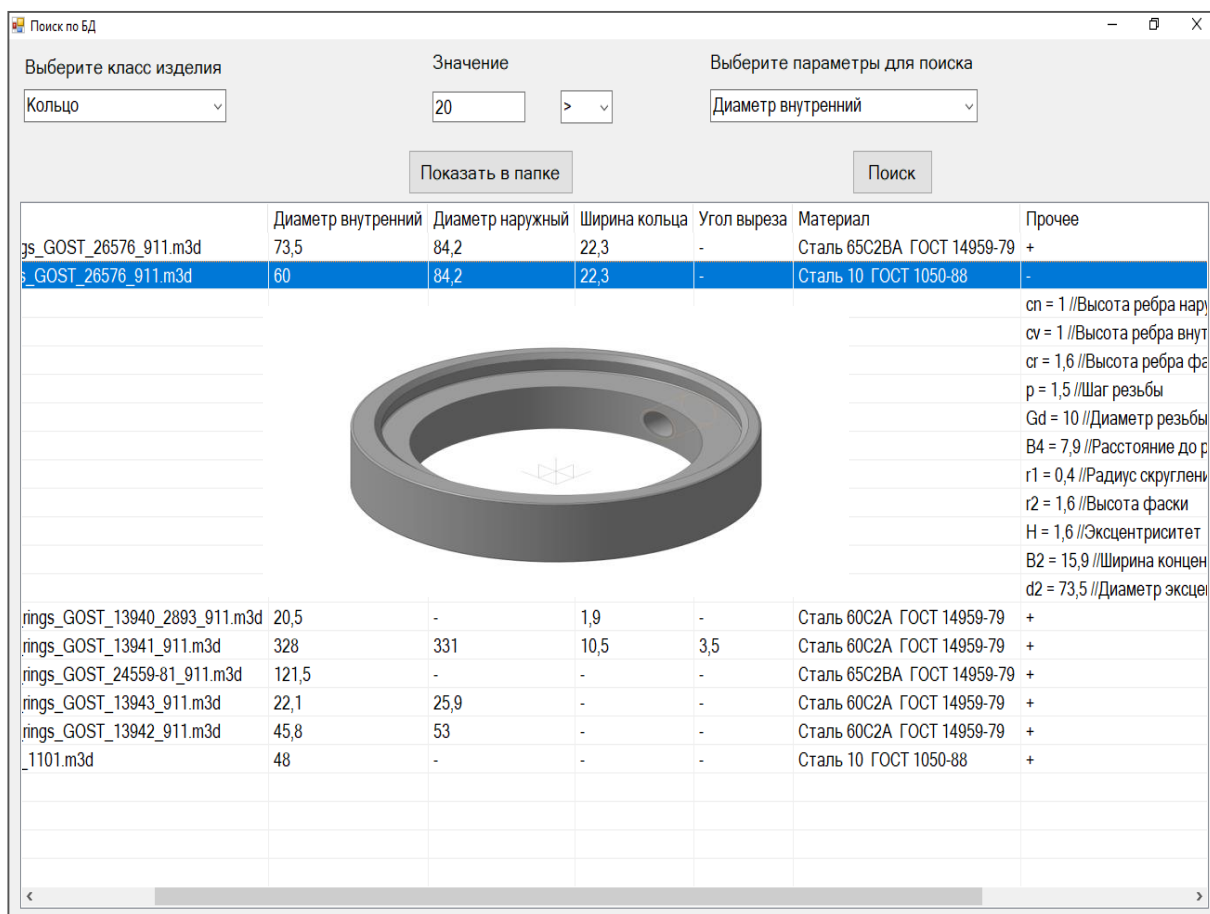 Поиск по БД
Выберите класс изделия Значение Выберите параметры для поиска
Кольцо 20 > Диаметр внутренний
Показать в папке Поиск
Диаметр внутренний Диаметр наружный Ширина кольца Угол выреза Материал Прочее
gs_GOST_26576_911.m3d 73,5 84,2 22,3 - Сталь 65С2ВА ГОСТ 14959-79 +
s_GOST_26576_911.m3d 60 84,2 22,3 - Сталь 10 ГОСТ 1050-88 -
cn = 1 //Высота ребра нару
cv = 1 //Высота ребра внут
cr = 1,6 //Высота ребра фа
p = 1,5 //Шаг резьбы
Gd = 10 //Диаметр резьбы
B4 = 7,9 //Расстояние до р
r1 = 0,4 //Радиус скруглени
r2 = 1,6 //Высота фаски
H = 1,6 //Эксцентриситет
B2 = 15,9 //Ширина концен
d2 = 73,5 //Диаметр эксце
rings_GOST_13940_2893_911.m3d 20,5 - 1,9 - Сталь 60С2А ГОСТ 14959-79 +
rings_GOST_13941_911.m3d 328 331 10,5 3,5 Сталь 60С2А ГОСТ 14959-79 +
rings_GOST_24559-81_911.m3d 121,5 - - - Сталь 65С2ВА ГОСТ 14959-79 +
rings_GOST_13943_911.m3d 22,1 25,9 - - Сталь 60С2А ГОСТ 14959-79 +
rings_GOST_13942_911.m3d 45,8 53 - - Сталь 60С2А ГОСТ 14959-79 +
_1101.m3d 48 - - - Сталь 10 ГОСТ 1050-88 +